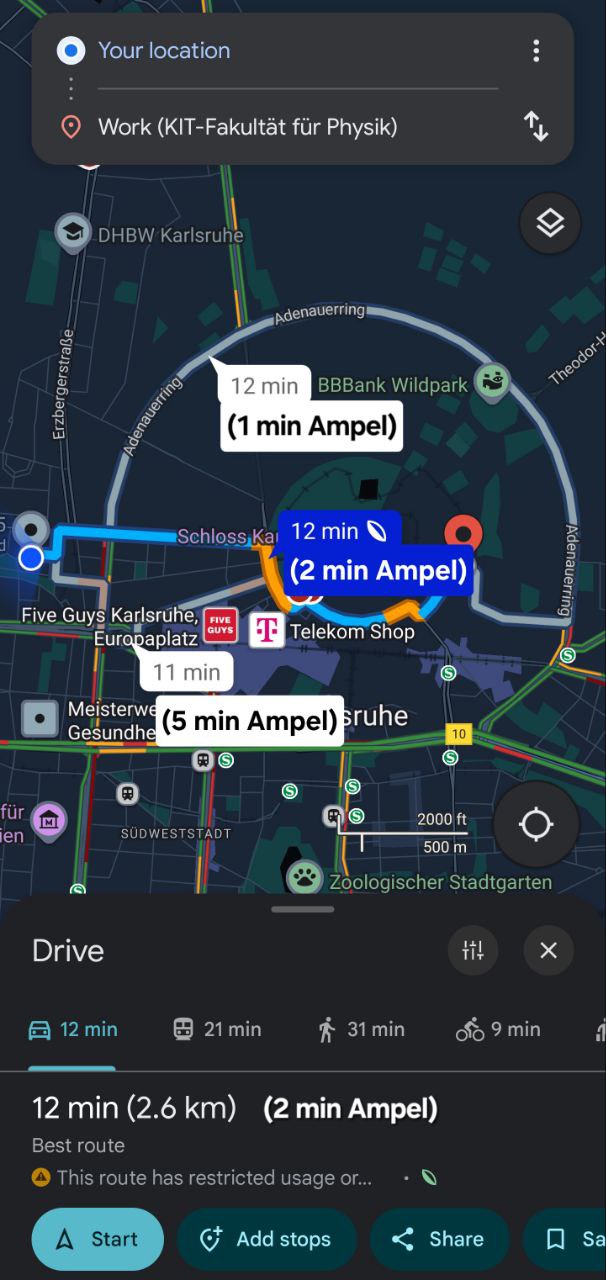 Your location
Work (KIT-Fakultät für Physik)
DHBW Karlsruhe
Erzbergerstraße
Adenauerring
Adenauerring
Theodor-H
12 min
BBBank Wildpark
(1 min Ampel)
5
d
Schloss Ka
12 min
(2 min Ampel)
Adenauerring
Five Guys Karlsruhe,
Europaplatz
FIVE
GUYS
T
Telekom Shop
11 min
S
S
Meisterwe
Gesundhe
(5 min Ampel)
sruhe
10
S
S
S
S
S
für
ien
SÜDWESTSTADT
2000 ft
500 m
Zoologischer Stadtgarten
S
Drive
12 min
21 min
31 min
9 min
12 min (2.6 km) (2 min Ampel)
Best route
This route has restricted usage or... ·
Start
Add stops
Share
Sa